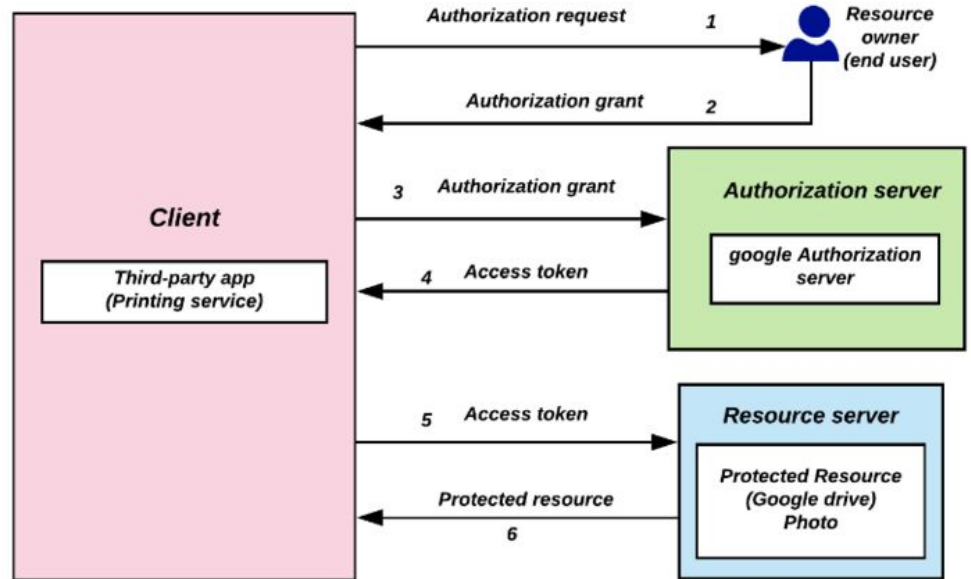 Authorization request
1
Resource
owner
(end user)
Authorization grant
2
3
Authorization grant
Authorization server
Client
google Authorization
server
Third-party app
(Printing service)
4
Access token
5
Access token
Resource server
Protected Resource
(Google drive)
Photo
Protected resource
6